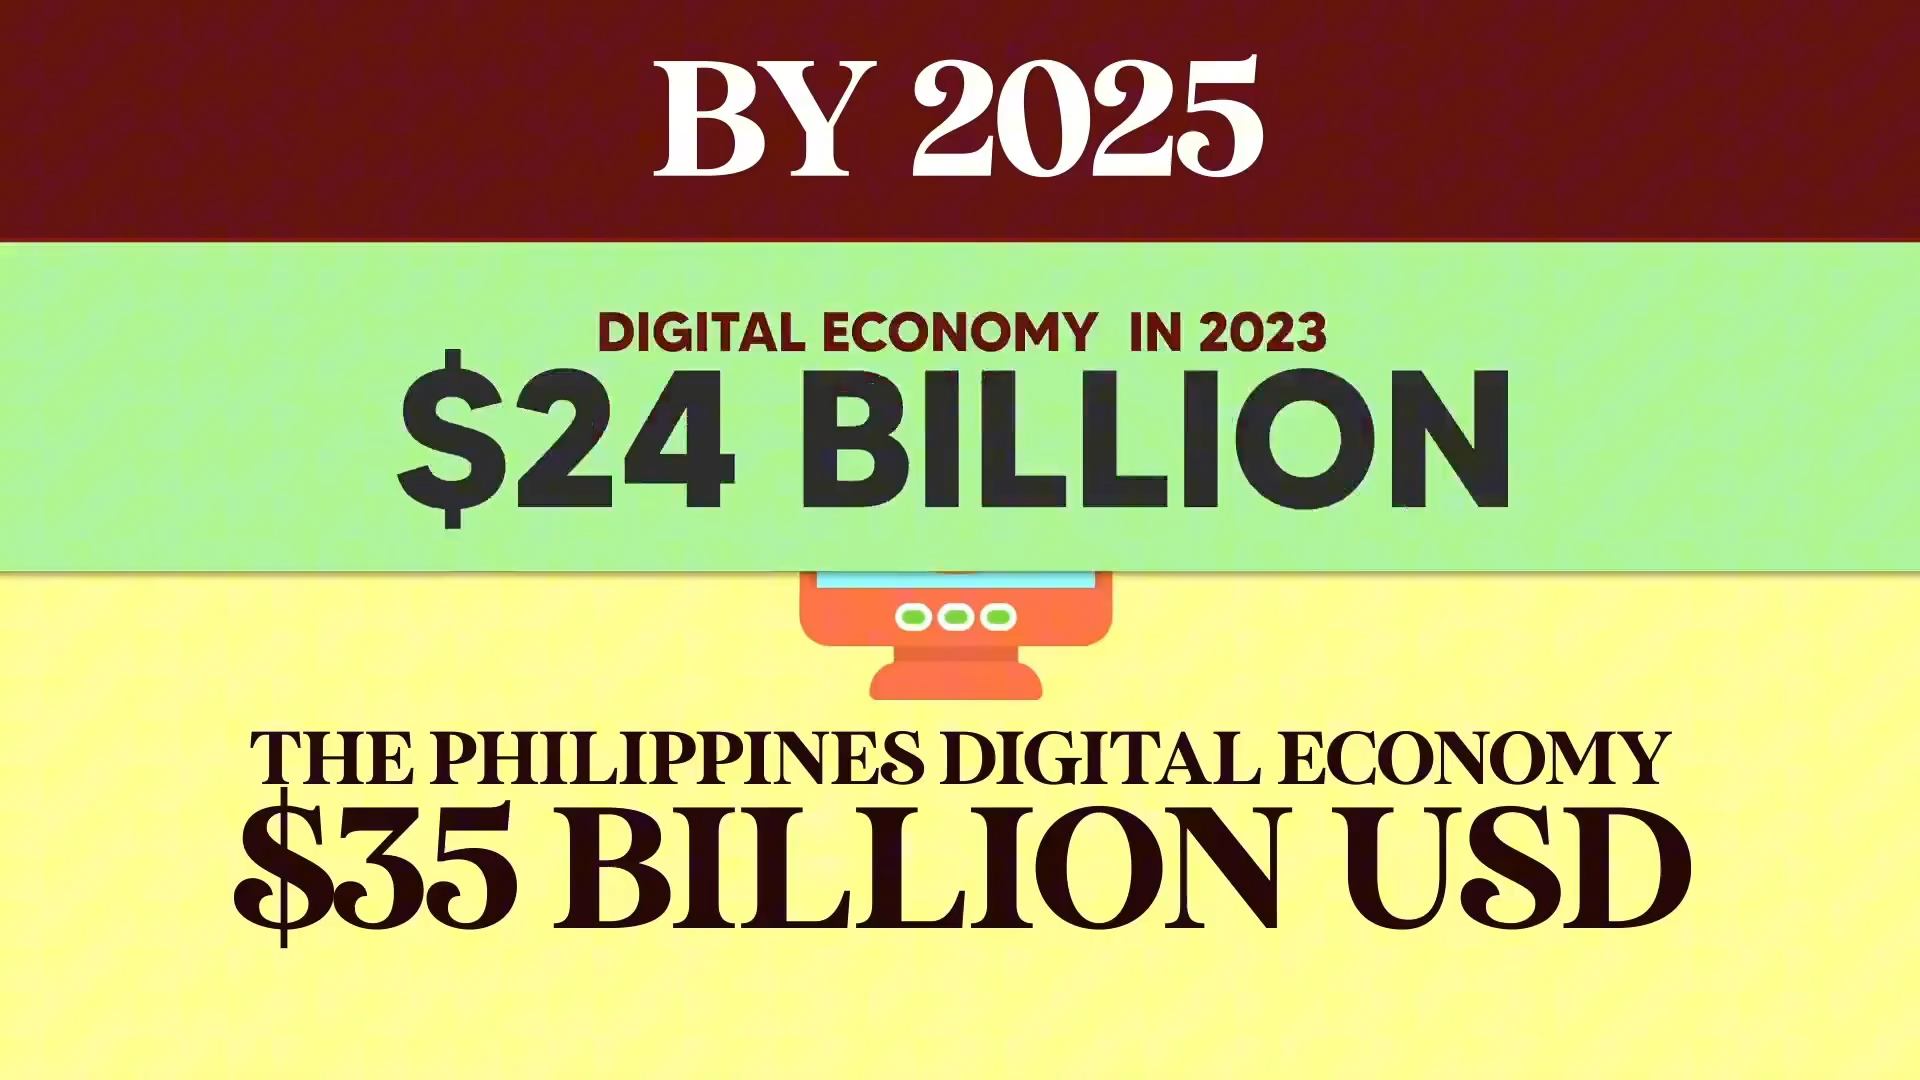 BY 2025
DIGITAL ECONOMY IN 2023
$24 BILLION
THE PHILIPPINES DIGITAL ECONOMY
$35 BILLION USD